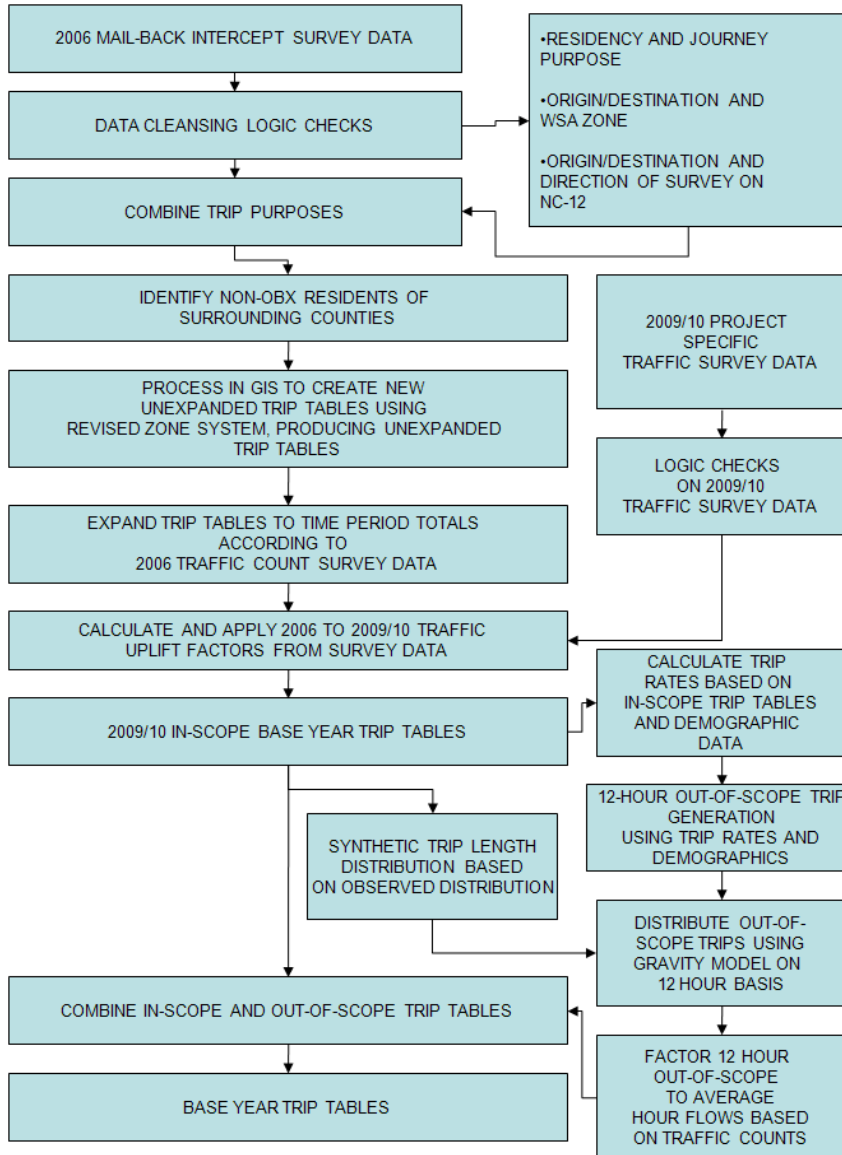 2006 MAIL-BACK INTERCEPT SURVEY DATA
DATA CLEANSING LOGIC CHECKS
•RESIDENCY AND JOURNEY
PURPOSE
•ORIGIN/DESTINATION AND
WSA ZONE
•ORIGIN/DESTINATION AND
DIRECTION OF SURVEY ON
NC-12
COMBINE TRIP PURPOSES
IDENTIFY NON-OBX RESIDENTS OF
SURROUNDING COUNTIES
2009/10 PROJECT
SPECIFIC
TRAFFIC SURVEY DATA
PROCESS IN GIS TO CREATE NEW
UNEXPANDED TRIP TABLES USING
REVISED ZONE SYSTEM, PRODUCING UNEXPANDED
TRIP TABLES
LOGIC CHECKS
ON 2009/10
TRAFFIC SURVEY DATA
EXPAND TRIP TABLES TO TIME PERIOD TOTALS
ACCORDING TO
2006 TRAFFIC COUNT SURVEY DATA
CALCULATE AND APPLY 2006 TO 2009/10 TRAFFIC
UPLIFT FACTORS FROM SURVEY DATA
2009/10 IN-SCOPE BASE YEAR TRIP TABLES
CALCULATE TRIP
RATES BASED ON
IN-SCOPE TRIP TABLES
AND DEMOGRAPHIC
DATA
12-HOUR OUT-OF-SCOPE TRIP
GENERATION
USING TRIP RATES AND
DEMOGRAPHICS
SYNTHETIC TRIP LENGTH
DISTRIBUTION BASED
ON OBSERVED DISTRIBUTION
DISTRIBUTE OUT-OF-
SCOPE TRIPS USING
GRAVITY MODEL ON
12 HOUR BASIS
COMBINE IN-SCOPE AND OUT-OF-SCOPE TRIP TABLES
FACTOR 12 HOUR
OUT-OF-SCOPE
TO AVERAGE
HOUR FLOWS BASED
ON TRAFFIC COUNTS
BASE YEAR TRIP TABLES